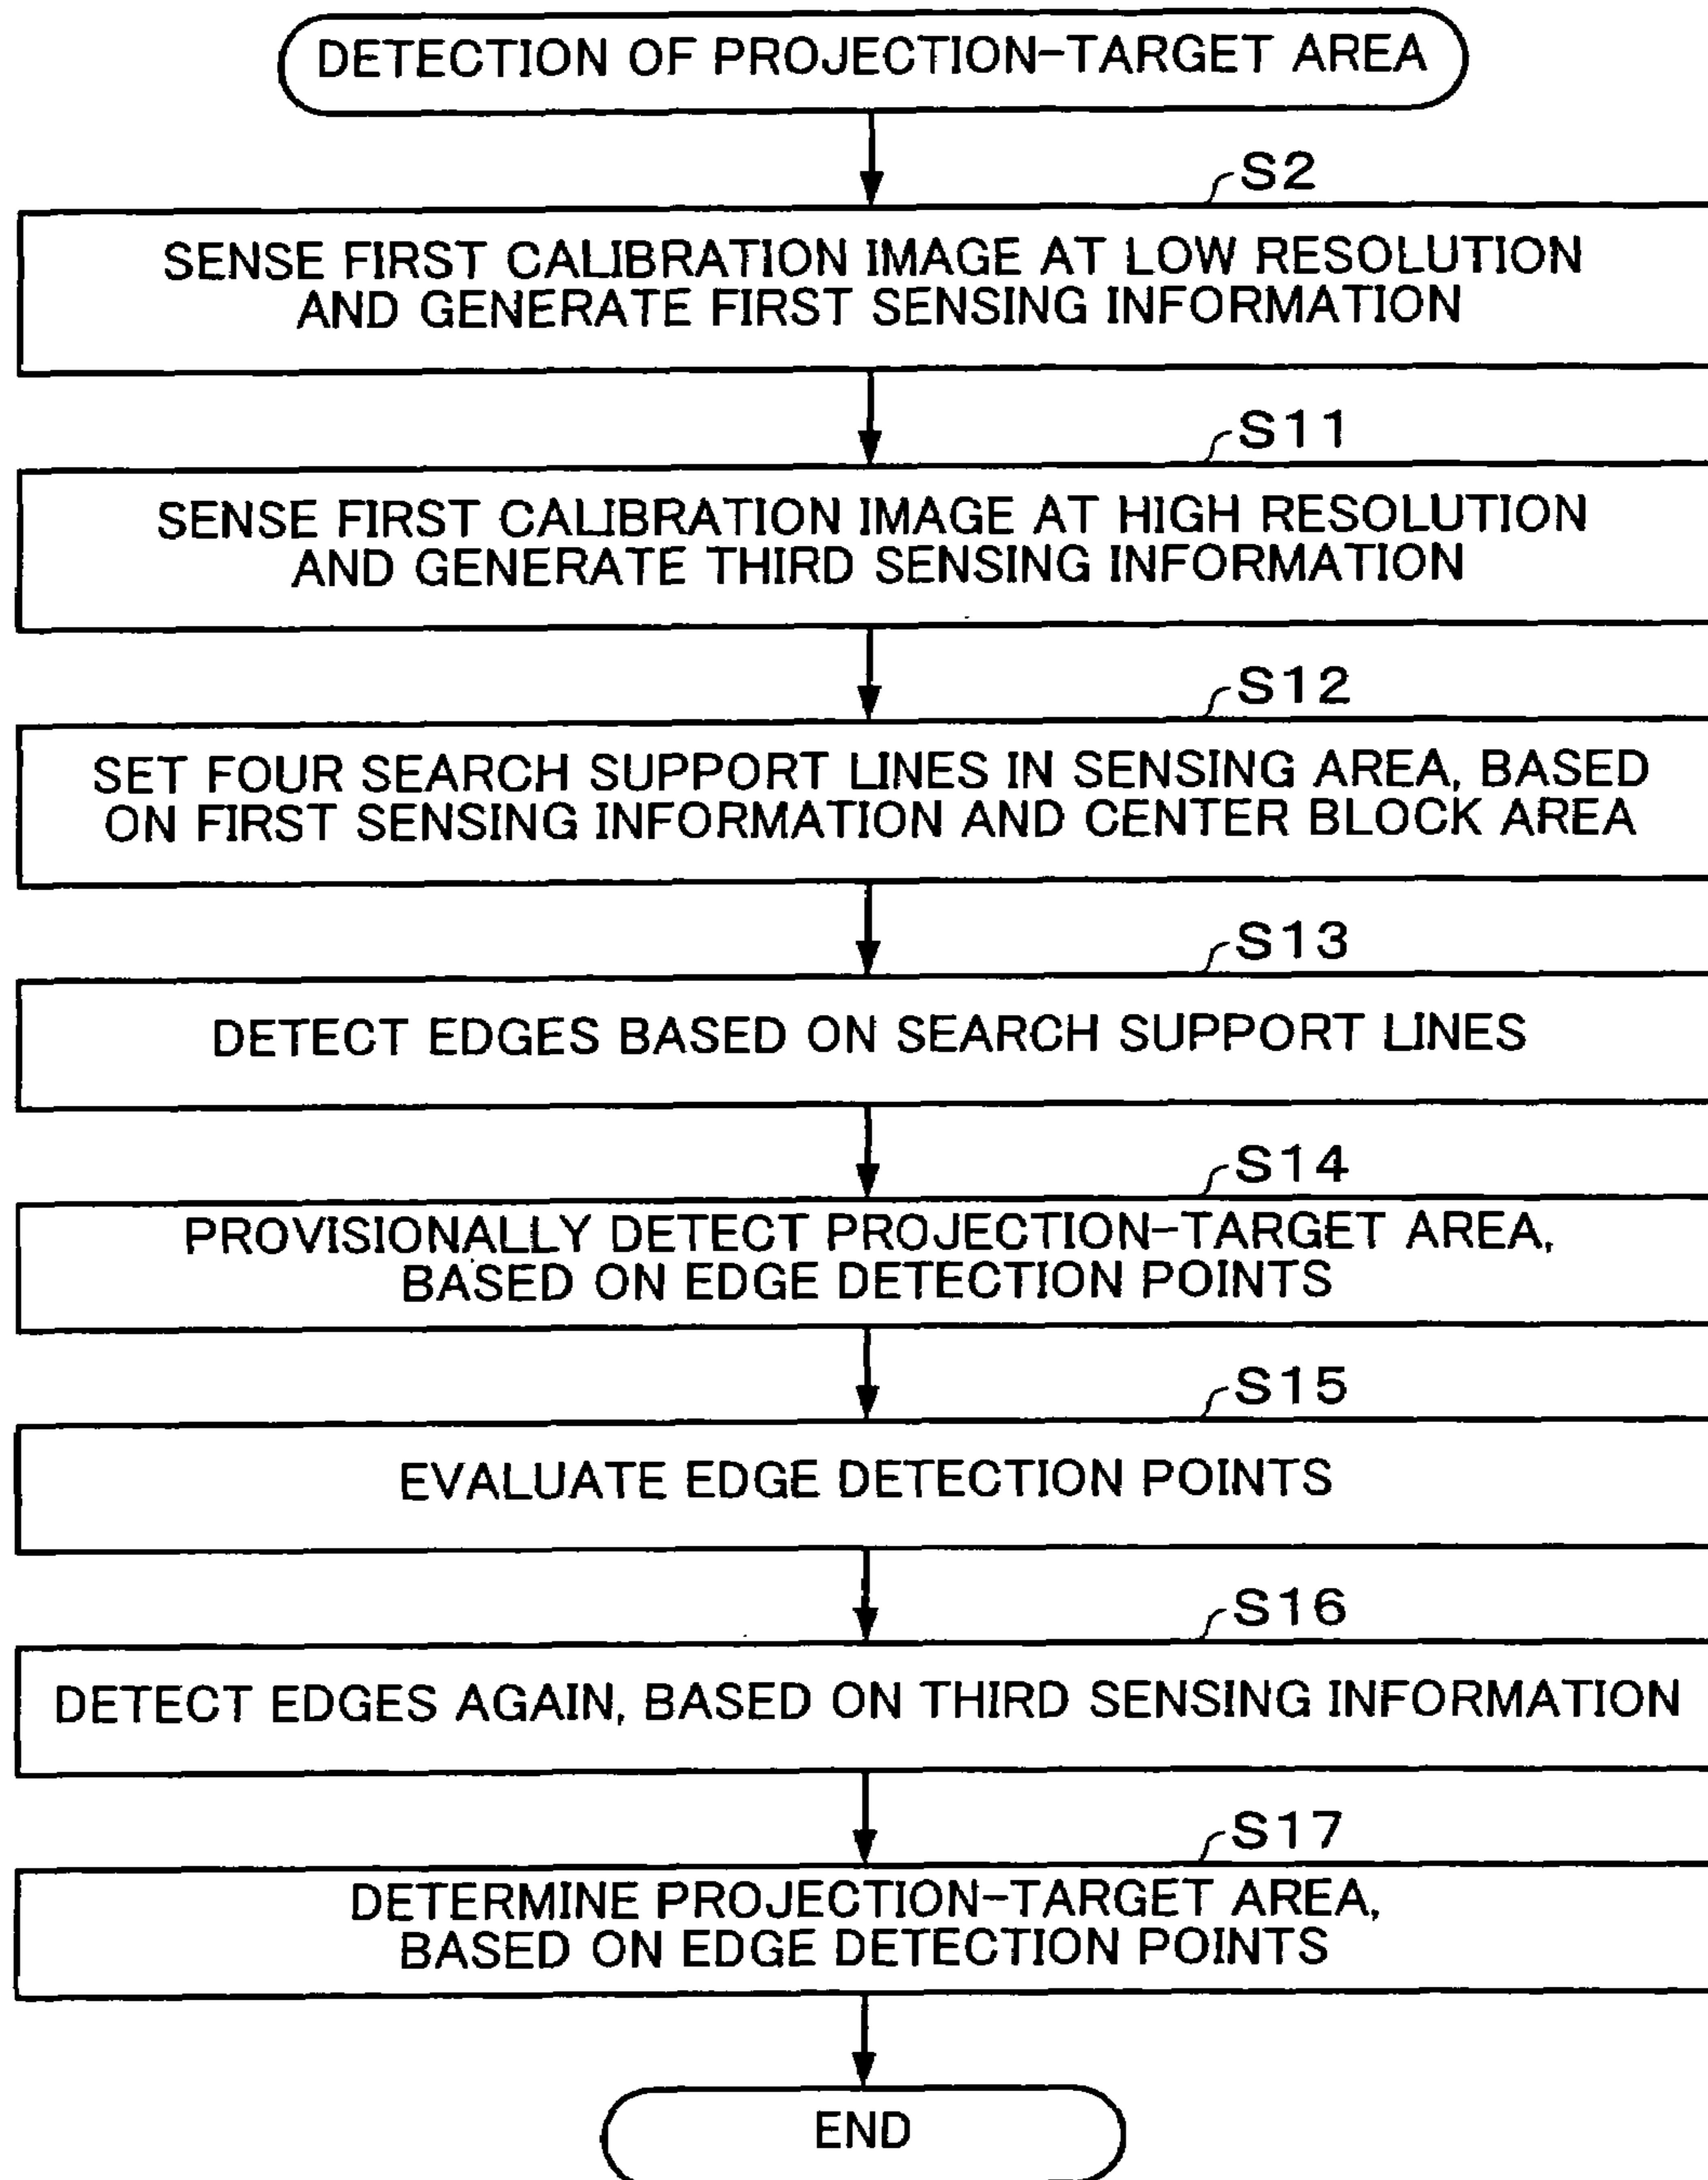 DETECTION OF PROJECTION-TARGET AREA
S2
SENSE FIRST CALIBRATION IMAGE AT LOW RESOLUTION
AND GENERATE FIRST SENSING INFORMATION
S11
SENSE FIRST CALIBRATION IMAGE AT HIGH RESOLUTION
AND GENERATE THIRD SENSING INFORMATION
S12
SET FOUR SEARCH SUPPORT LINES IN SENSING AREA, BASED
ON FIRST SENSING INFORMATION AND CENTER BLOCK AREA
S13
DETECT EDGES BASED ON SEARCH SUPPORT LINES
S14
PROVISIONALLY DETECT PROJECTION-TARGET AREA,
BASED ON EDGE DETECTION POINTS
S15
EVALUATE EDGE DETECTION POINTS
S16
DETECT EDGES AGAIN, BASED ON THIRD SENSING INFORMATION
S17
DETERMINE PROJECTION-TARGET AREA,
BASED ON EDGE DETECTION POINTS
END